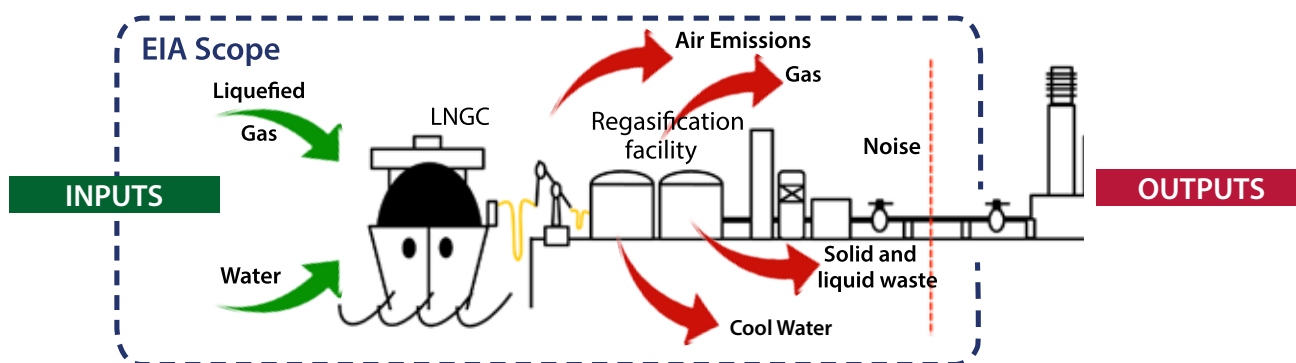 EIA Scope
Air Emissions
Gas
Liquefied
Gas
LNGC
Regasification
facility
Noise
INPUTS
OUTPUTS
Water
Solid and
liquid waste
Cool Water